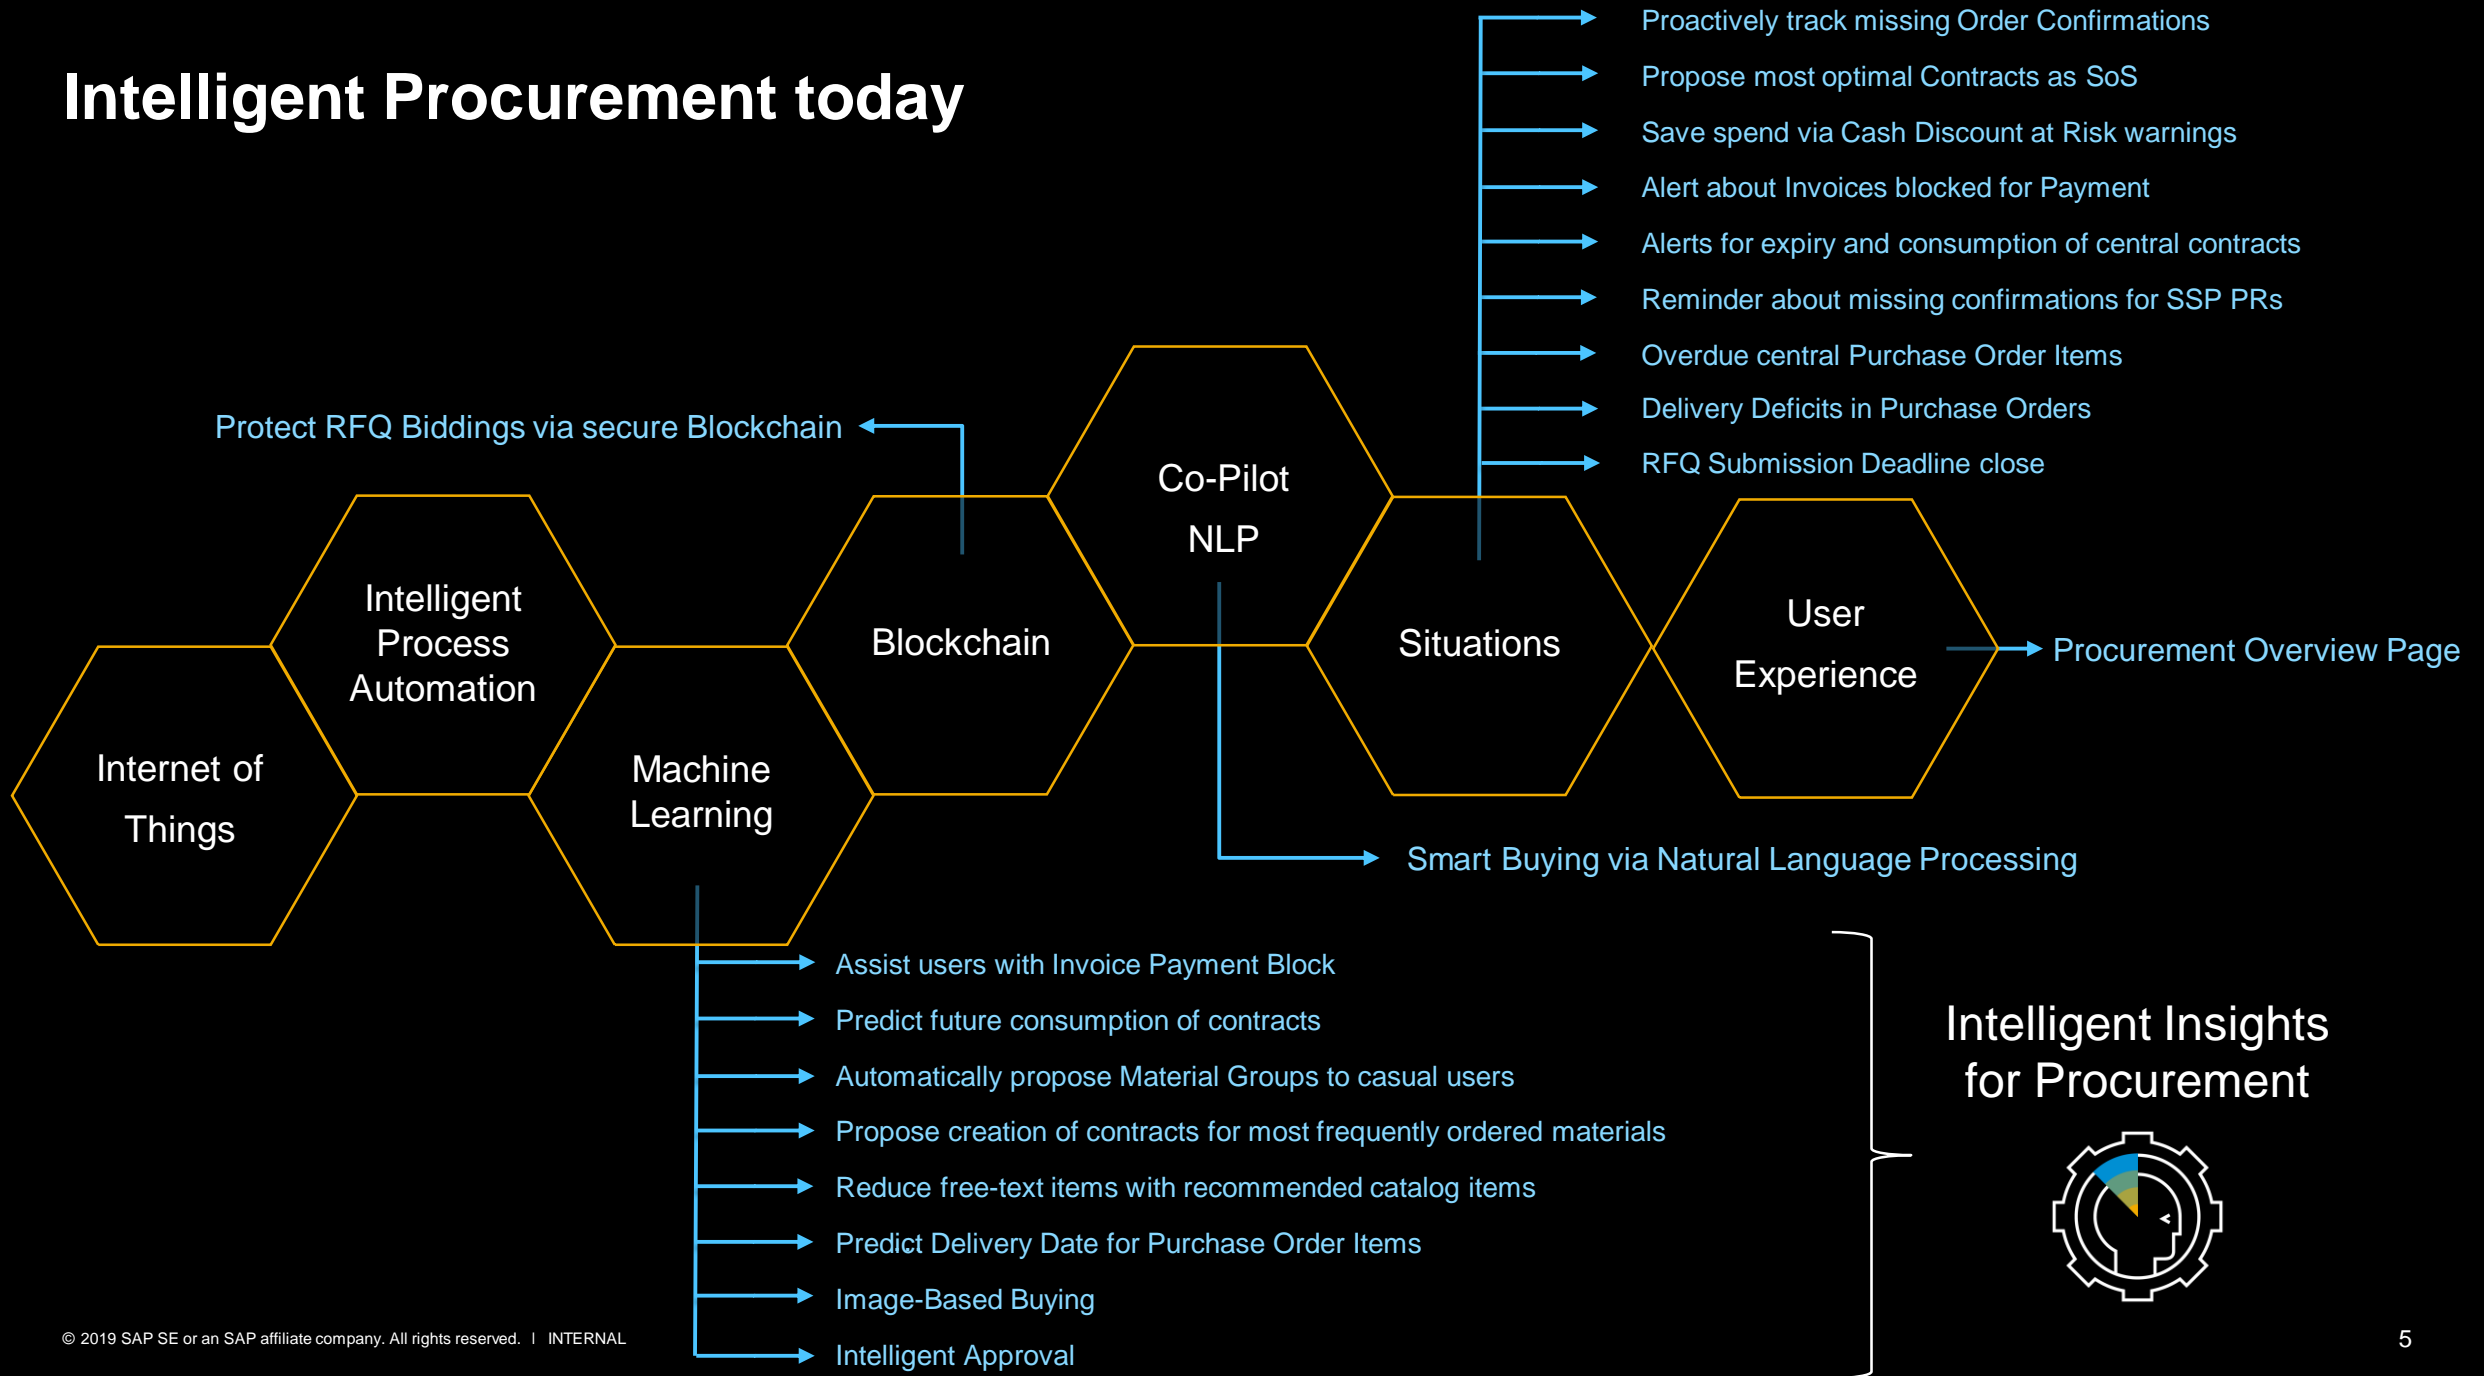 Intelligent Procurement today
Proactively track missing Order Confirmations
Propose most optimal Contracts as SoS
Save spend via Cash Discount at Risk warnings
Alert about Invoices blocked for Payment
Alerts for expiry and consumption of central contracts
Reminder about missing confirmations for SSP PRs
Overdue central Purchase Order Items
Delivery Deficits in Purchase Orders
RFQ Submission Deadline close
Protect RFQ Biddings via secure Blockchain
Internet of
Things
Intelligent
Process
Automation
Machine
Learning
Blockchain
Co-Pilot
NLP
Situations
User
Experience
Procurement Overview Page
Smart Buying via Natural Language Processing
Assist users with Invoice Payment Block
Predict future consumption of contracts
Automatically propose Material Groups to casual users
Propose creation of contracts for most frequently ordered materials
Reduce free-text items with recommended catalog items
Predict Delivery Date for Purchase Order Items
...
Image-Based Buying
Intelligent Approval
Intelligent Insights
for Procurement
© 2019 SAP SE or an SAP affiliate company. All rights reserved. | INTERNAL
5